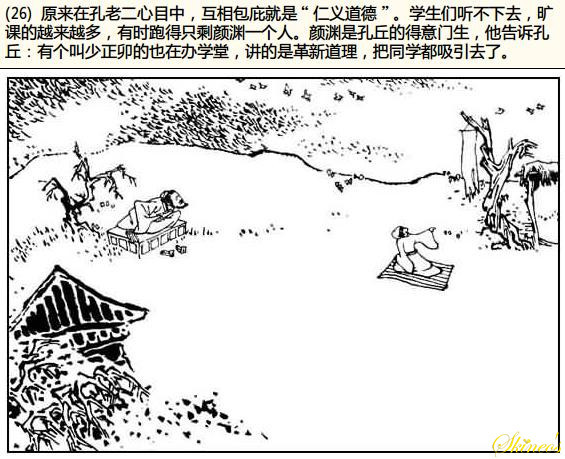 (26) 原来在孔老二心目中，互相包庇就是“仁义道德”。学生们听不下去，旷
课的越来越多，有时跑得只剩颜渊一个人。颜渊是孔丘的得意门生，他告诉孔
丘：有个叫少正卯的也在办学堂，讲的是革新道理，把同学都吸引去了。
Skineo's